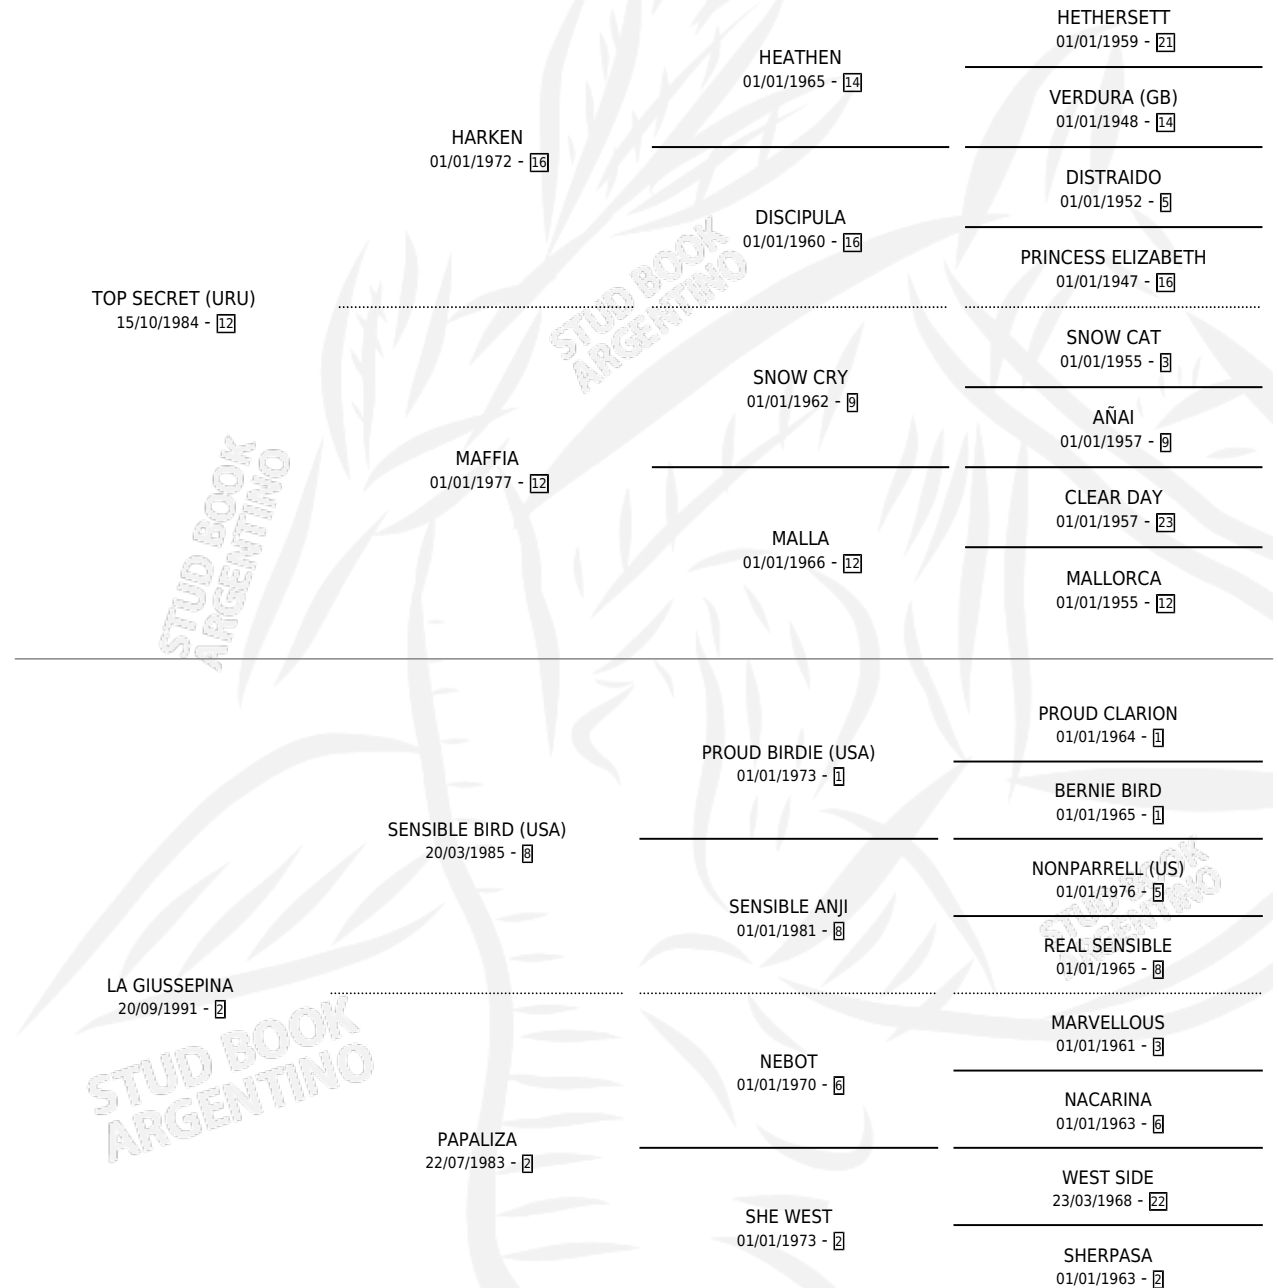 HETHERSETT
01/01/1959 - 21
HEATHEN
01/01/1965 - 14
VERDURA (GB)
01/01/1948 - 14
HARKEN
01/01/1972 - 16
DISTRAIDO
01/01/1952 - 5
DISCIPULA
01/01/1960 - 16
PRINCESS ELIZABETH
01/01/1947 - 16
TOP SECRET (URU)
15/10/1984 - 12
SNOW CAT
01/01/1955 - 3
SNOW CRY
01/01/1962 - 9
AÑAI
01/01/1957 - 9
MAFFIA
01/01/1977 - 12
CLEAR DAY
01/01/1957 - 23
MALLA
01/01/1966 - 12
MALLORCA
01/01/1955 - 12
PROUD CLARION
01/01/1964 - 1
PROUD BIRDIE (USA)
01/01/1973 - 1
BERNIE BIRD
01/01/1965 - 1
SENSIBLE BIRD (USA)
20/03/1985 - 8
NONPARRELL (US)
01/01/1976 - 5
SENSIBLE ANJI
01/01/1981 - 8
REAL SENSIBLE
01/01/1965 - 8
LA GIUSSEPINA
20/09/1991 - 2
MARVELLOUS
01/01/1961 - 3
NEBOT
01/01/1970 - 6
NACARINA
01/01/1963 - 6
PAPALIZA
22/07/1983 - 2
WEST SIDE
23/03/1968 - 22
SHE WEST
01/01/1973 - 2
SHERPASA
01/01/1963 - 2
STUD BOOK
ARGENTINO
STUD BOOK
ARGENTINO
STUD BOOK
ARGENTINO
STUD BOOK
ARGENTINO